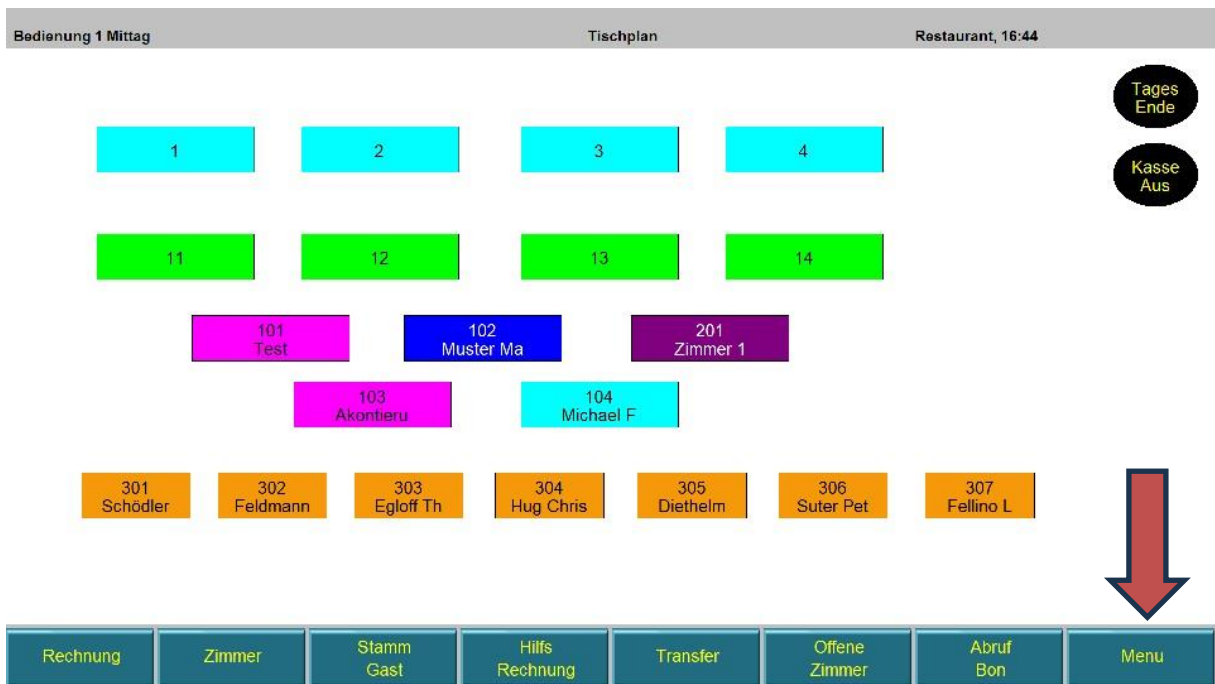 Bedienung 1 Mittag Tischplan Restaurant, 16:44
Tages
Ende
1 2 3 4
Kasse
Aus
11 12 13 14
101
Test
102
Muster Ma
201
Zimmer 1
103
Akontieru
104
Michael F
301
Schödler
302
Feldmann
303
Egloff Th
304
Hug Chris
305
Diethelm
306
Suter Pet
307
Fellino L
Rechnung
Zimmer
Stamm
Gast
Hilfs
Rechnung
Transfer
Offene
Zimmer
Abruf
Bon
Menu